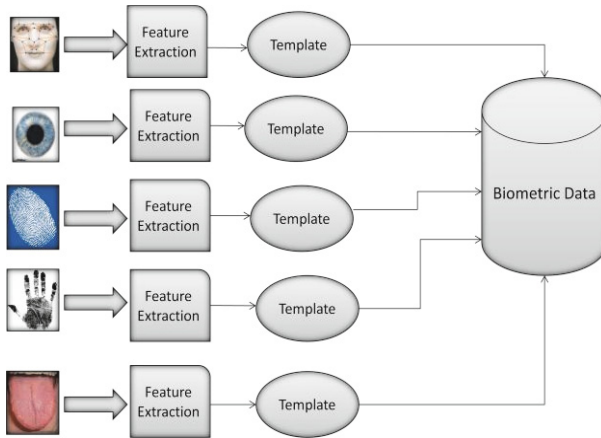 Feature
Extraction
Template
Feature
Extraction
Template
Feature
Extraction
Template
Biometric Data
Feature
Extraction
Template
Feature
Extraction
Template